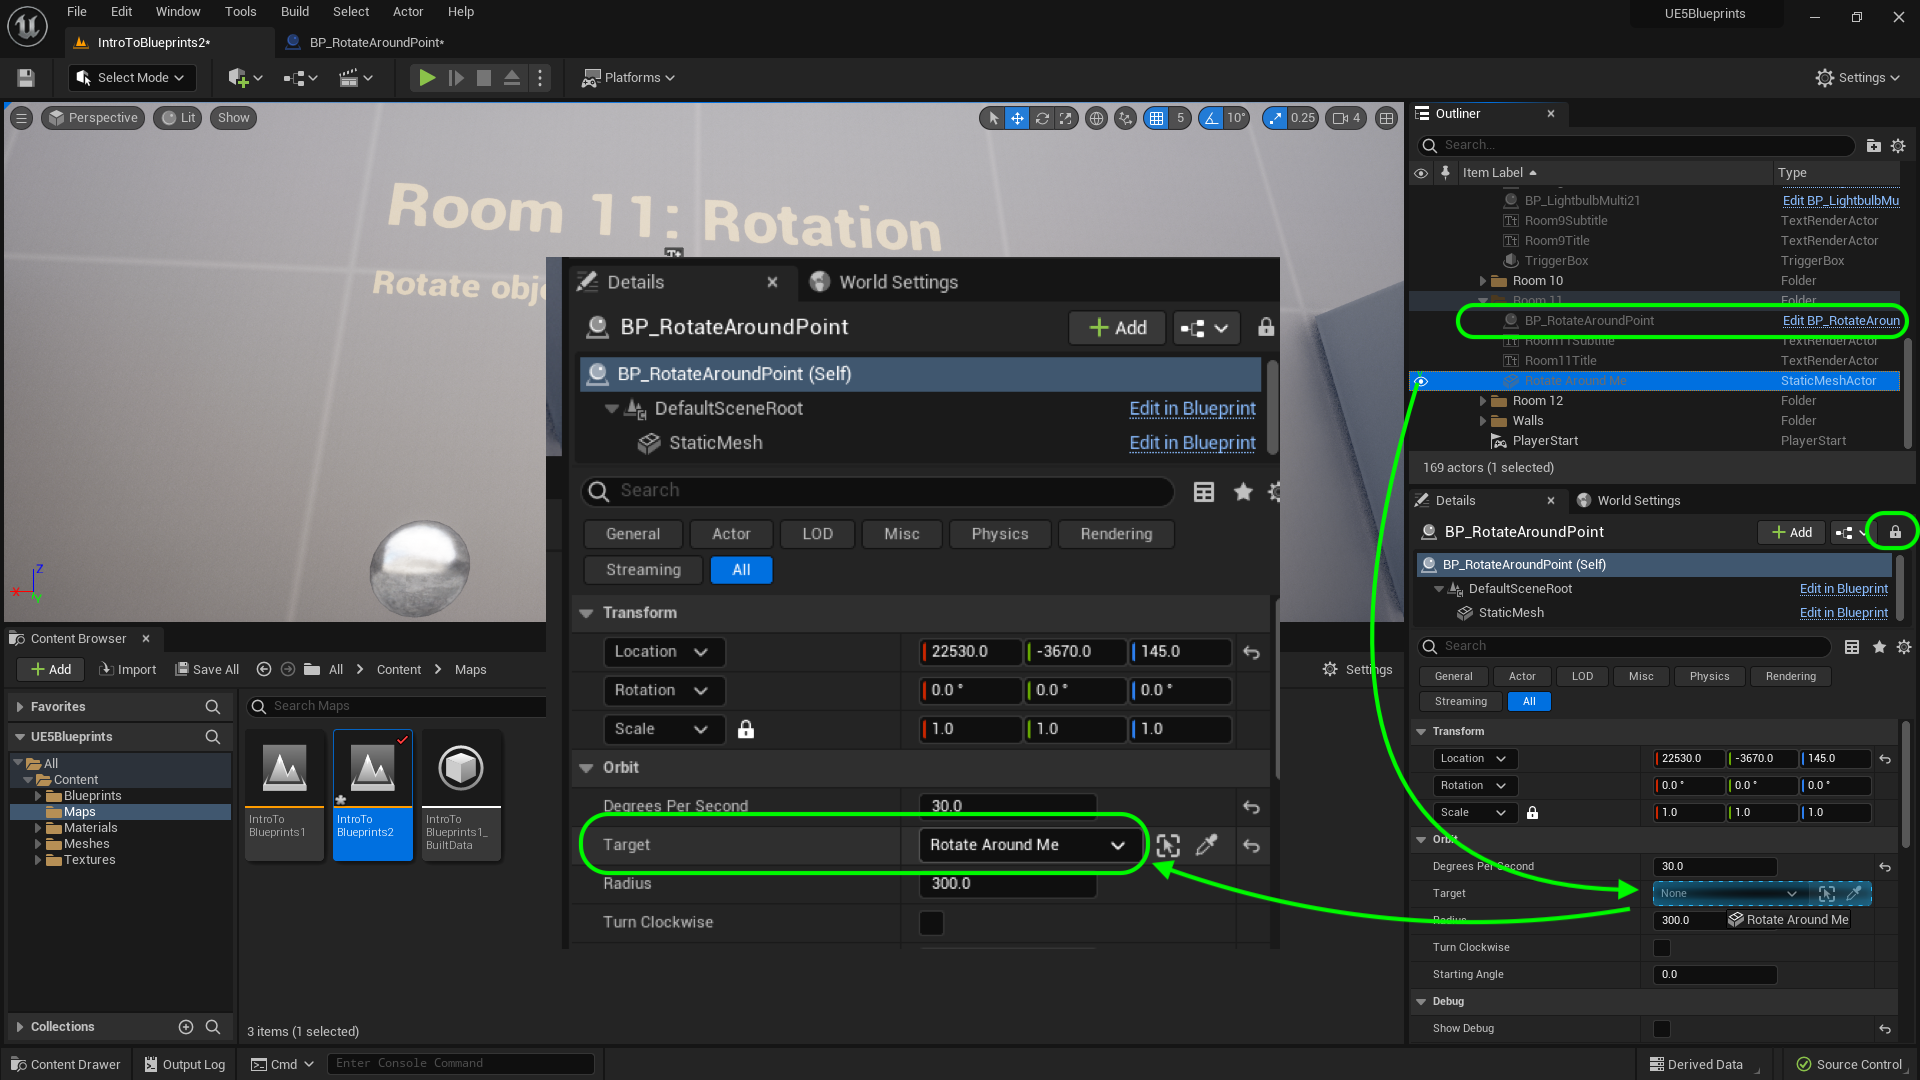 File Edit Window Tools Build Select Actor Help
UE5Blueprints
IntroToBlueprints2*
BP_RotateAroundPoint*
Select Mode
Platforms
Settings
Perspective
Lit
Show
5
10°
0.25
4
Room 11: Rotation
Rotate obje
Outliner
Search...
Item Label
Type
BP_LightbulbMulti21
Edit BP_LightbulbMu
Room9Subtitle
TextRenderActor
Room9Title
TextRenderActor
TriggerBox
TriggerBox
Room 10
Folder
Room 11
Folder
BP_RotateAroundPoint
Edit BP_RotateAroun
Room11Subtitle
TextRenderActor
Room11Title
TextRenderActor
Rotate Around Me
StaticMeshActor
Room 12
Folder
Walls
Folder
PlayerStart
PlayerStart
169 actors (1 selected)
Details
World Settings
BP_RotateAroundPoint
Add
BP_RotateAroundPoint (Self)
DefaultSceneRoot
Edit in Blueprint
StaticMesh
Edit in Blueprint
Search
General
Actor
LOD
Misc
Physics
Rendering
Streaming
All
Transform
Location
22530.0
-3670.0
145.0
Rotation
0.0 °
0.0 °
0.0 °
Scale
1.0
1.0
1.0
Orbit
Degrees Per Second
30.0
Target
Rotate Around Me
Radius
300.0
Turn Clockwise
Details
World Settings
BP_RotateAroundPoint
Add
BP_RotateAroundPoint (Self)
DefaultSceneRoot
Edit in Blueprint
StaticMesh
Edit in Blueprint
Search
General
Actor
LOD
Misc
Physics
Rendering
Streaming
All
Transform
Location
22530.0
-3670.0
145.0
Rotation
0.0 °
0.0 °
0.0 °
Scale
1.0
1.0
1.0
Orbit
Degrees Per Second
30.0
Target
None
Radius
300.0
Rotate Around Me
Turn Clockwise
Starting Angle
0.0
Debug
Show Debug
X
Y
Z
Content Browser
Add
Import
Save All
All
Content
Maps
Settings
Favorites
Search Maps
UE5Blueprints
All
Content
Blueprints
Maps
Materials
Meshes
Textures
IntroTo
Blueprints1
IntroTo
Blueprints2
IntroTo
Blueprints1_
BuiltData
Collections
3 items (1 selected)
Content Drawer
Output Log
Cmd
Enter Console Command
Derived Data
Source Control